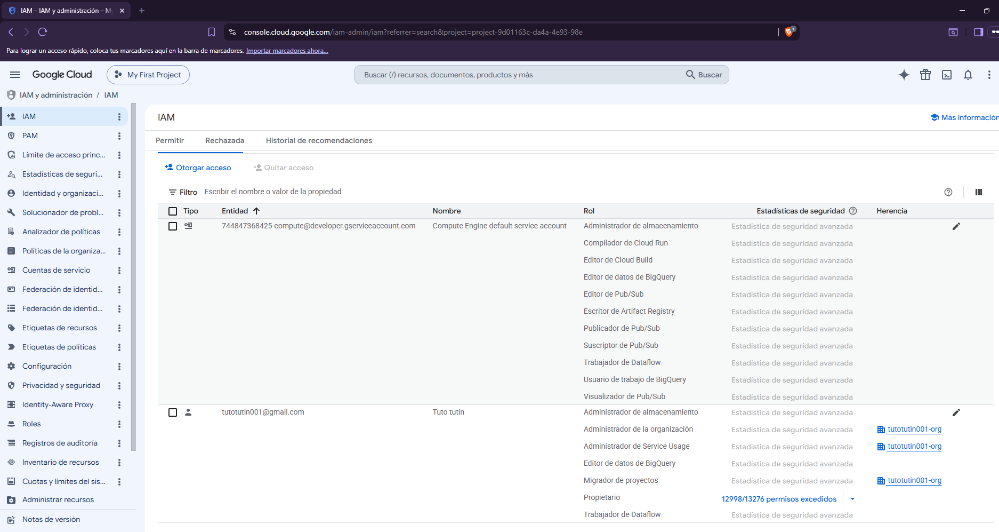 IAM – IAM y administración – My
Para lograr un acceso rápido, coloca tus marcadores aquí en la barra de marcadores. Importar marcadores ahora...
console.cloud.google.com/iam-admin/iam?referrer=search&project=project-9d01163c-da4a-4e93-98e
1
Google Cloud
My First Project
Buscar (/) recursos, documentos, productos y más
Buscar
IAM y administración / IAM
IAM
PAM
Límite de acceso princ...
Estadísticas de seguri...
Identidad y organizaci...
Solucionador de probl...
Analizador de políticas
Políticas de la organiza...
Cuentas de servicio
Federación de identid...
Federación de identid...
Etiquetas de recursos
Etiquetas de políticas
Configuración
Privacidad y seguridad
Identity-Aware Proxy
Roles
Registros de auditoría
Inventario de recursos
Cuotas y límites del sis...
Administrar recursos
Notas de versión
IAM
Más información
Permitir Rechazada Historial de recomendaciones
Otorgar acceso Quitar acceso
Filtro Escribir el nombre o valor de la propiedad
Tipo Entidad Nombre Rol Estadísticas de seguridad Herencia
744847368425-compute@developer.gserviceaccount.com Compute Engine default service account Administrador de almacenamiento Estadística de seguridad avanzada
Compilador de Cloud Run Estadística de seguridad avanzada
Editor de Cloud Build Estadística de seguridad avanzada
Editor de datos de BigQuery Estadística de seguridad avanzada
Editor de Pub/Sub Estadística de seguridad avanzada
Escritor de Artifact Registry Estadística de seguridad avanzada
Publicador de Pub/Sub Estadística de seguridad avanzada
Suscriptor de Pub/Sub Estadística de seguridad avanzada
Trabajador de Dataflow Estadística de seguridad avanzada
Usuario de trabajo de BigQuery Estadística de seguridad avanzada
Visualizador de Pub/Sub Estadística de seguridad avanzada
tutotutin001@gmail.com Tuto tutin Administrador de almacenamiento Estadística de seguridad avanzada
Administrador de la organización Estadística de seguridad avanzada tutotutin001-org
Administrador de Service Usage Estadística de seguridad avanzada tutotutin001-org
Editor de datos de BigQuery Estadística de seguridad avanzada
Migrador de proyectos Estadística de seguridad avanzada tutotutin001-org
Propietario 12998/13276 permisos excedidos
Trabajador de Dataflow Estadística de seguridad avanzada